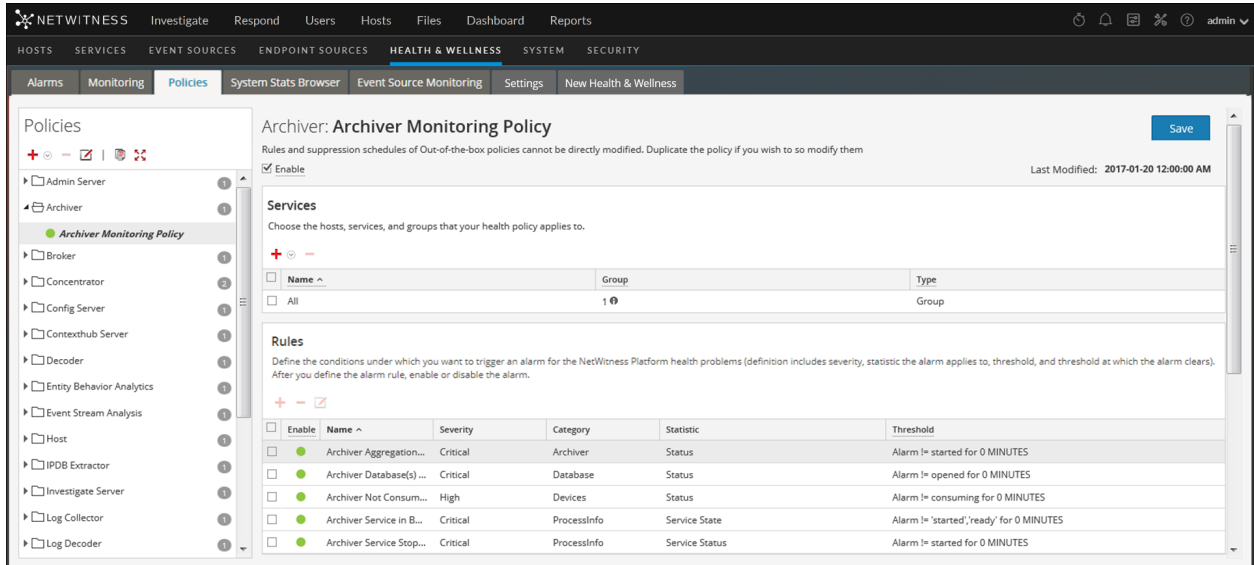 NETWITNESS Investigate Respond Users Hosts Files Dashboard Reports admin
HOSTS SERVICES EVENT SOURCES ENDPOINT SOURCES HEALTH & WELLNESS SYSTEM SECURITY
Alarms Monitoring Policies System Stats Browser Event Source Monitoring Settings New Health & Wellness
Policies
Admin Server 1
Archiver 1
Archiver Monitoring Policy
Broker 1
Concentrator 2
Config Server 1
Contexthub Server 1
Decoder 1
Entity Behavior Analytics 1
Event Stream Analysis 1
Host 1
IPDB Extractor 1
Investigate Server 1
Log Collector 1
Log Decoder 1
Archiver: Archiver Monitoring Policy
Save
Rules and suppression schedules of Out-of-the-box policies cannot be directly modified. Duplicate the policy if you wish to so modify them
Enable
Last Modified: 2017-01-20 12:00:00 AM
Services
Choose the hosts, services, and groups that your health policy applies to.
Name Group Type
All 1 Group
Rules
Define the conditions under which you want to trigger an alarm for the NetWitness Platform health problems (definition includes severity, statistic the alarm applies to, threshold, and threshold at which the alarm clears).
After you define the alarm rule, enable or disable the alarm.
Enable Name Severity Category Statistic Threshold
Archiver Aggregation... Critical Archiver Status Alarm != started for 0 MINUTES
Archiver Database(s) ... Critical Database Status Alarm != opened for 0 MINUTES
Archiver Not Consum... High Devices Status Alarm != consuming for 0 MINUTES
Archiver Service in B... Critical ProcessInfo Service State Alarm != 'started','ready' for 0 MINUTES
Archiver Service Stop... Critical ProcessInfo Service Status Alarm != started for 0 MINUTES